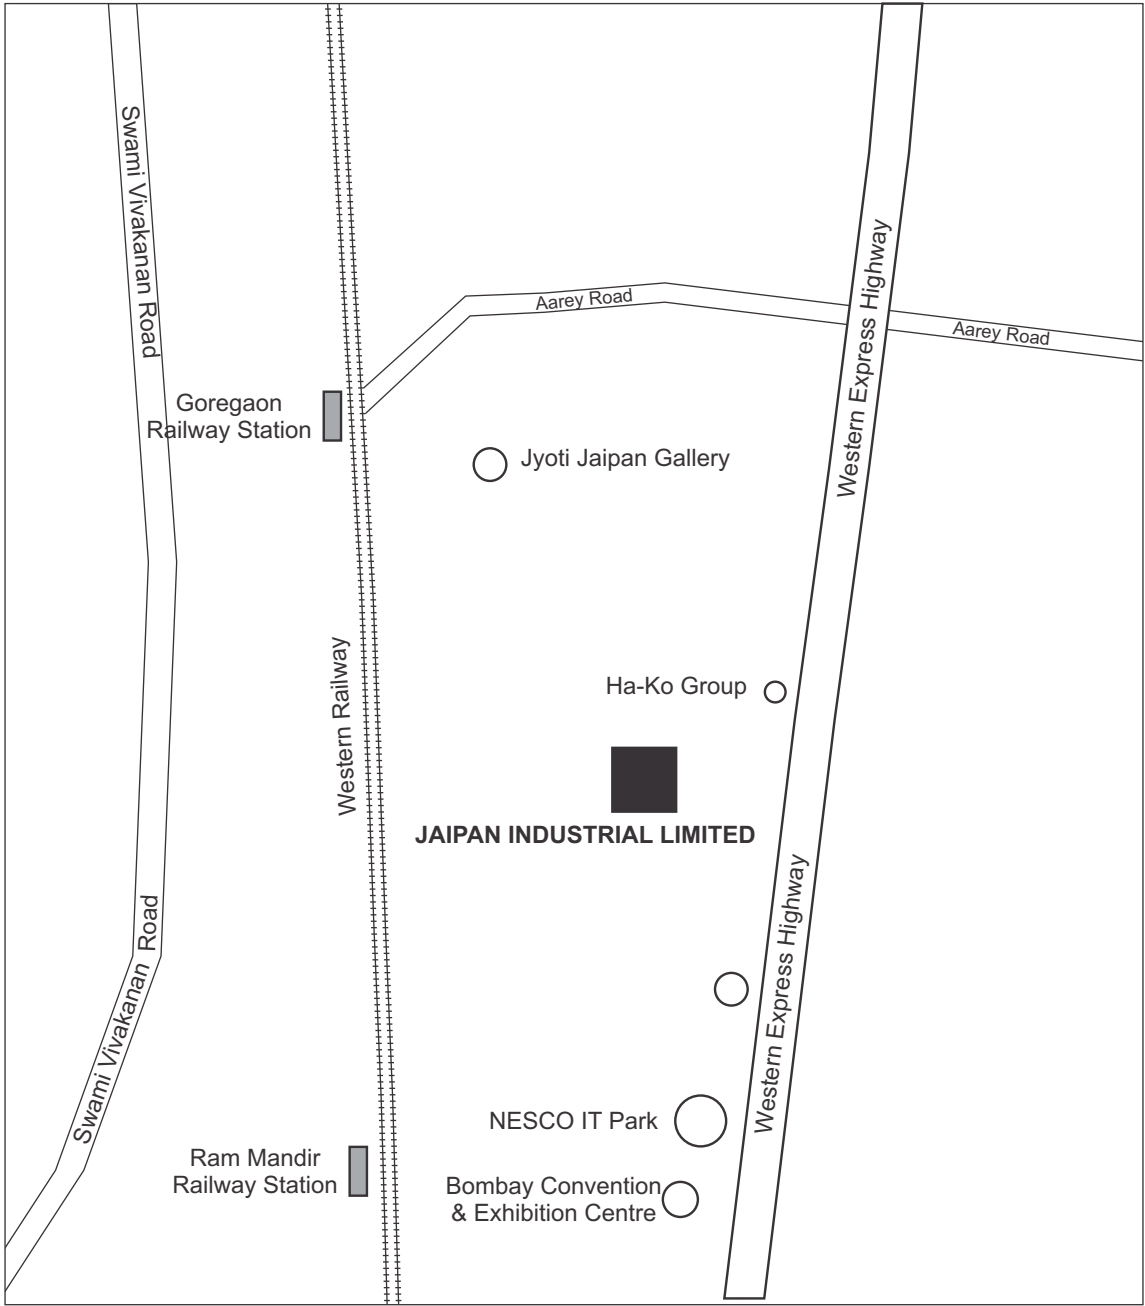 Swami Vivakanan Road
Western Express Highway
Aarey Road
Aarey Road
Goregaon
Railway Station
Jyoti Jaipan Gallery
Western Railway
Ha-Ko Group
JAIPAN INDUSTRIAL LIMITED
Western Express Highway
Swami Vivakanan Road
NESCO IT Park
Ram Mandir
Railway Station
Bombay Convention
& Exhibition Centre